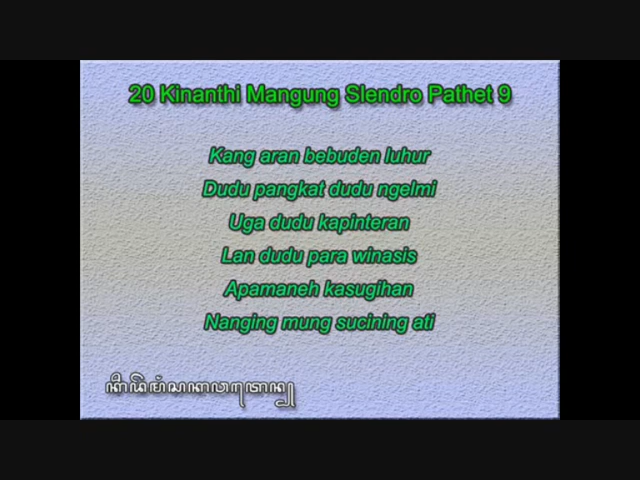 20 Kinanthi Mangung Slendro Pathet 9
Kang aran bebuden luhur
Dudu pangkat dudu ngelmi
Uga dudu kapinteran
Lan dudu para winasis
Apamaneh kasugihan
Nanging mung sucining ati